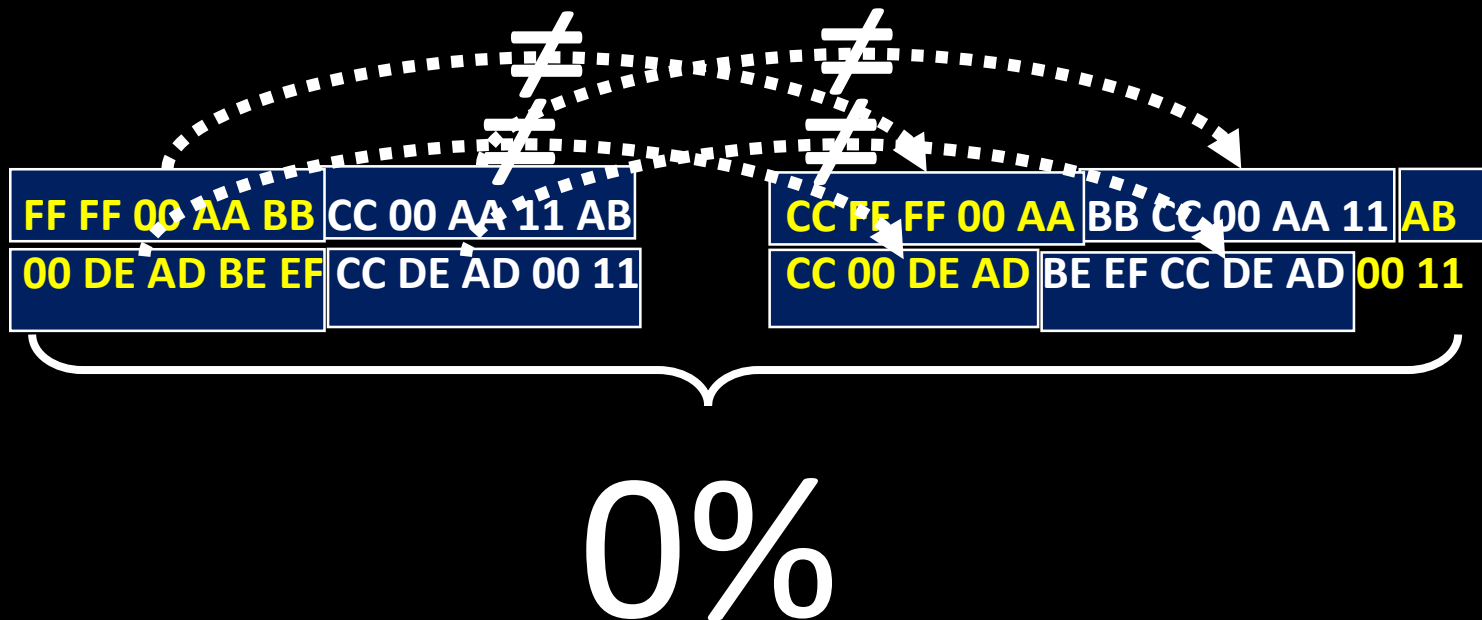 ≠ ≠
≠ ≠
FF FF 00 AA BB CC 00 AA 11 AB
00 DE AD BE EF CC DE AD 00 11
CC FF FF 00 AA BB CC 00 AA 11 AB
CC 00 DE AD BE EF CC DE AD 00 11
0%